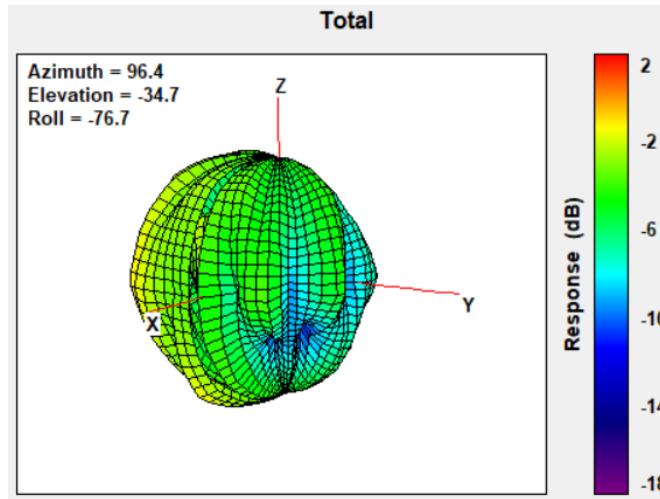 Total
Azimuth = 96.4
Elevation = -34.7
Roll = -76.7
Z
X
Y
2
-2
-6
-10
-14
-18
Response (dB)